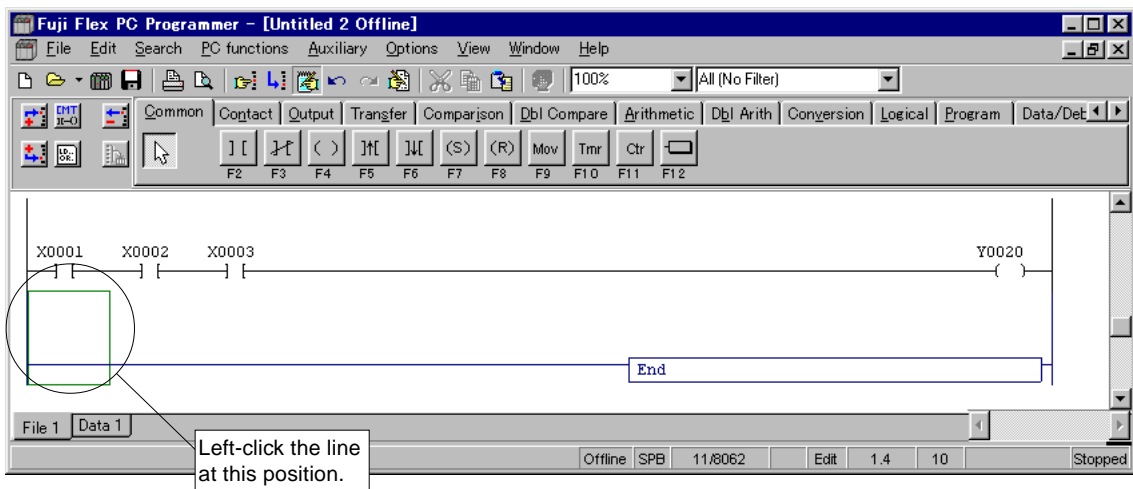 Fuji Flex PC Programmer - [Untitled 2 Offline]
File Edit Search PC functions Auxiliary Options View Window Help
100% All (No Filter)
CMT Common Contact Output Transfer Comparison Dbl Compare Arithmetic Dbl Arith Conversion Logical Program Data/Det
LD.. OR.. ] [ ]/[ ( ) ]↑[ ]↓[ (S) (R) Mov Tmr Ctr
F2 F3 F4 F5 F6 F7 F8 F9 F10 F11 F12
X0001 X0002 X0003 Y0020
End
File 1 Data 1
Left-click the line
at this position.
Offline SPB 11/8062 Edit 1.4 10 Stopped